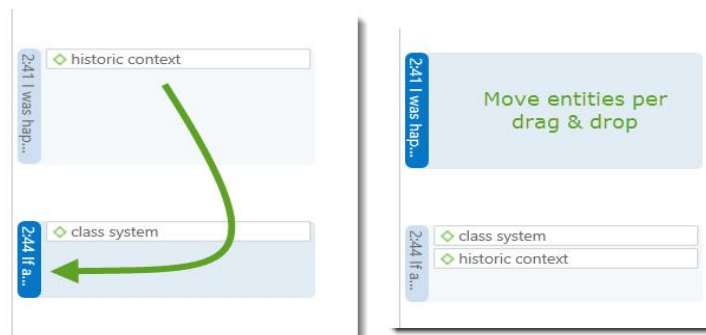 2:41 I was hap...
historic context
2:44 If a...
class system
2:41 I was hap...
Move entities per
drag & drop
2:44 If a...
class system
historic context